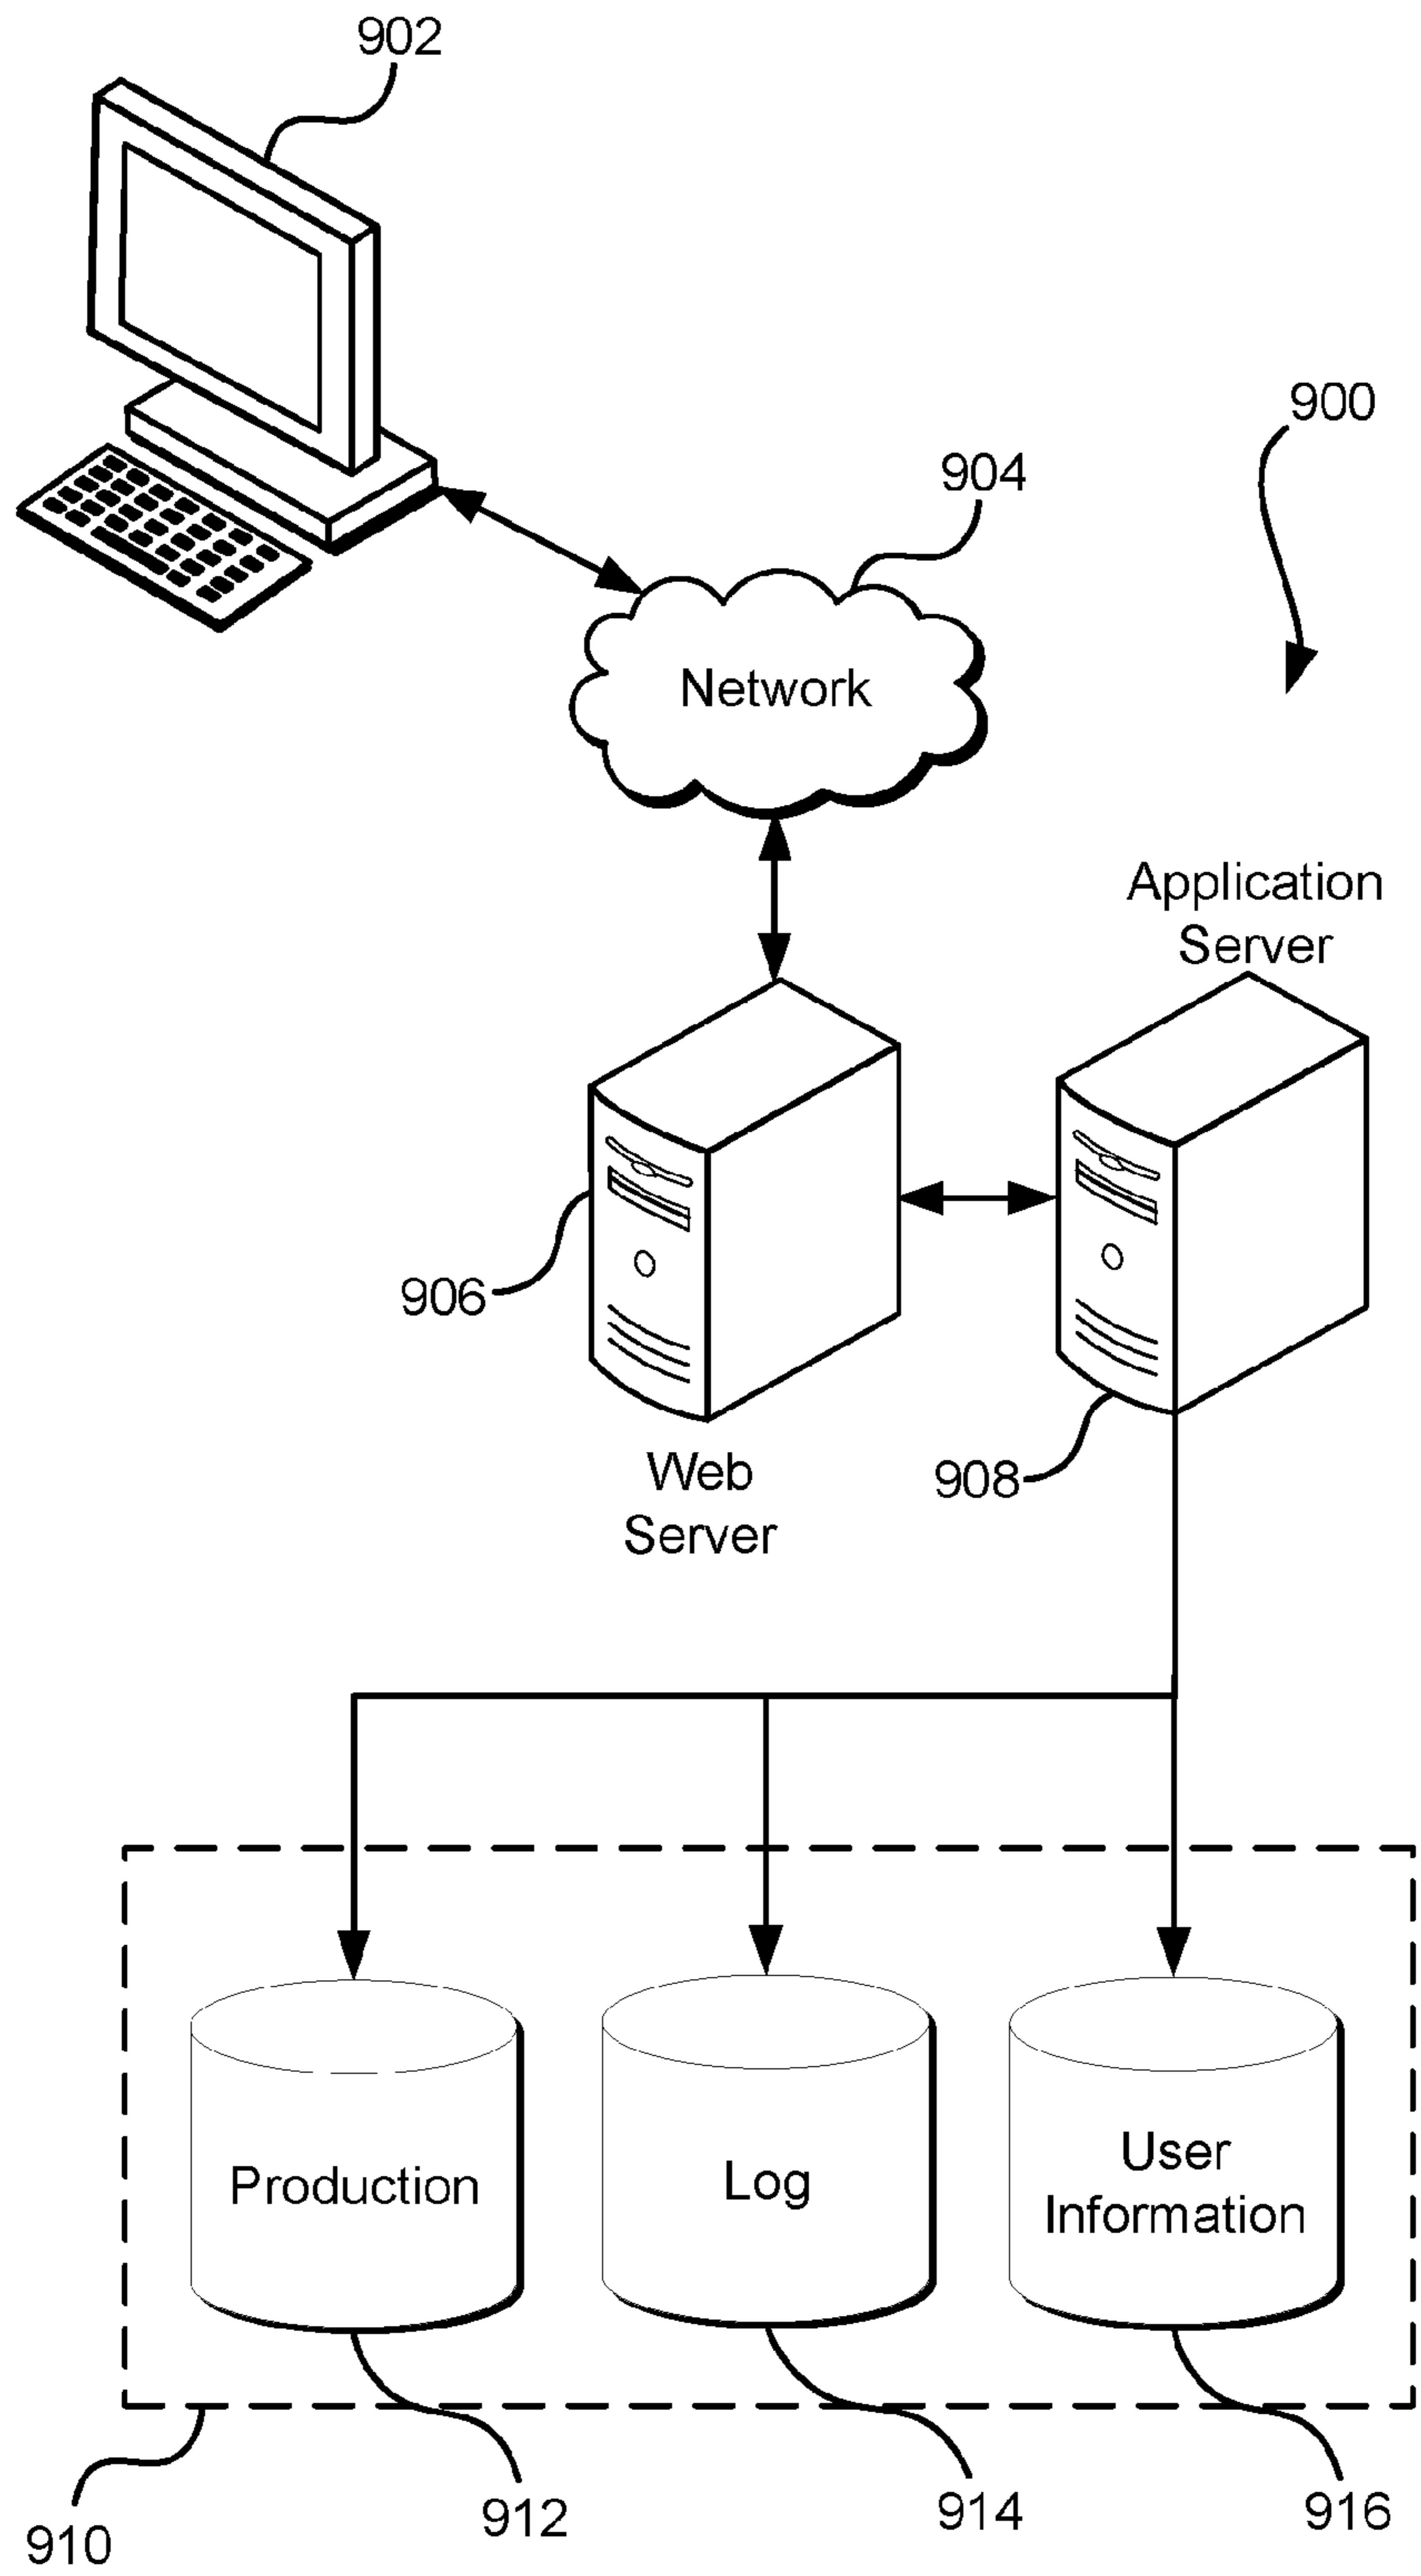 902
900
904
Network
Application
Server
906
Web
Server
908
Production
Log
User
Information
910
912
914
916